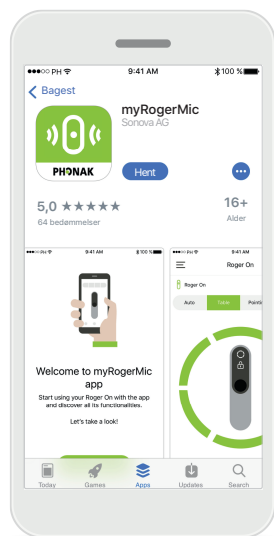 PH 9:41 AM 100 %
Bagest
myRogerMic
Sonova AG
PHONAK
Hent
5,0 ★★★★★
16+
64 bedømmelser
Alder
PH 9:41 AM 100 %
Welcome to myRogerMic
app
Start using your Roger On with the app
and discover all its functionalities.
Let's take a look!
PH 9:41 AM
Roger On
Roger On
Auto Table Pointi
Today Games Apps Updates Search